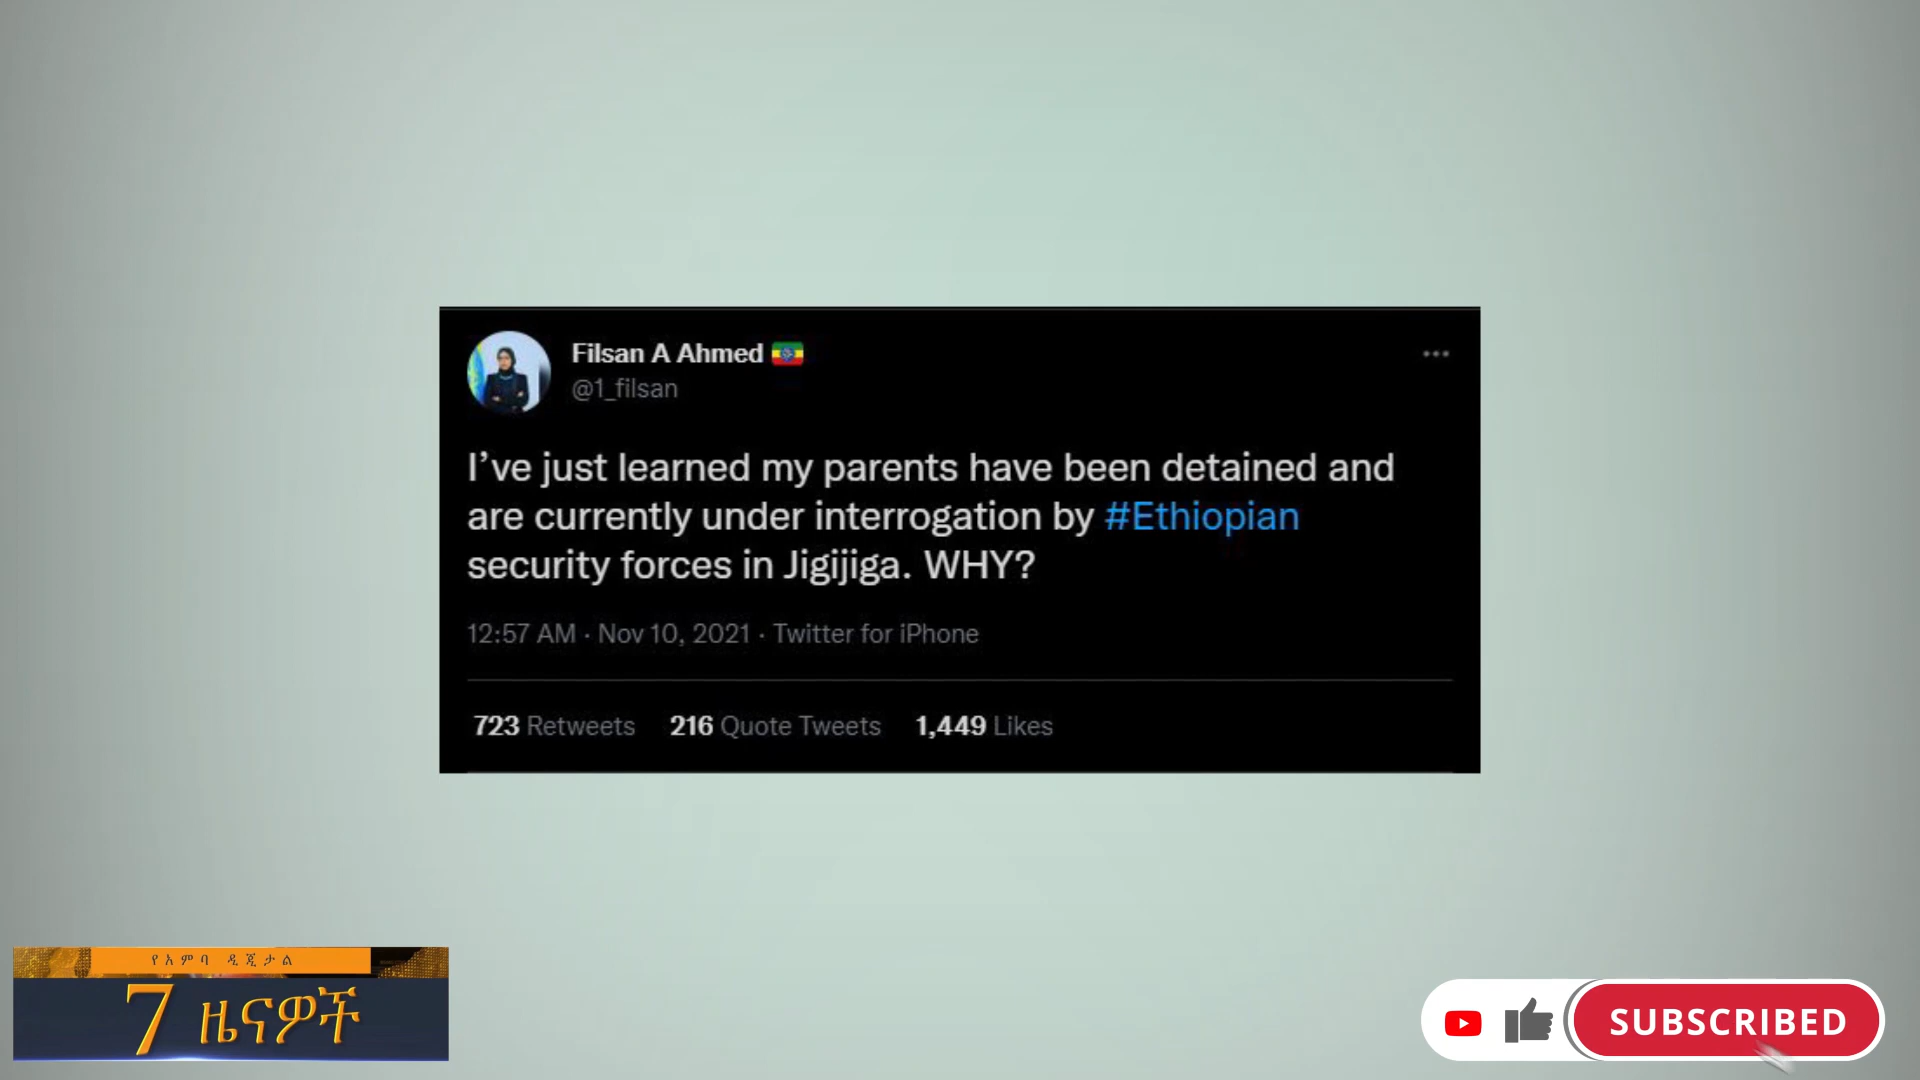 Filsan A Ahmed
@1_filsan
I've just learned my parents have been detained and
are currently under interrogation by #Ethiopian
security forces in Jigijiga. WHY?
12:57 AM · Nov 10, 2021 · Twitter for iPhone
723 Retweets 216 Quote Tweets 1,449 Likes
የአምባ ዲጂታል
7 ዜናዎች
SUBSCRIBED